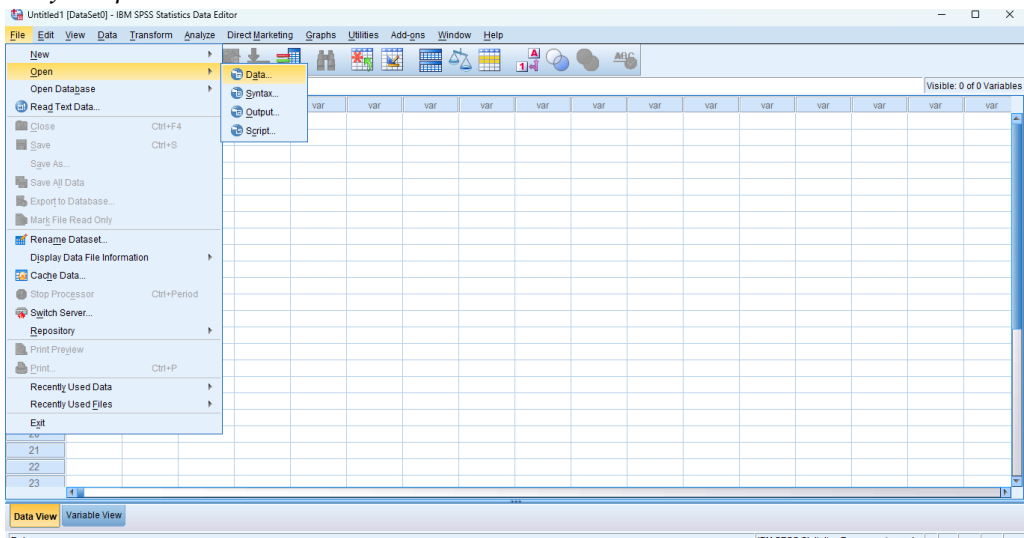 Untitled1 [DataSet0] - IBM SPSS Statistics Data Editor
File Edit View Data Transform Analyze Direct Marketing Graphs Utilities Add-ons Window Help
New
Open
Data...
Open Database
Syntax...
Visible: 0 of 0 Variables
Read Text Data...
Output...
var var var var var var var var var var var var var
Close Ctrl+F4
Script...
Save Ctrl+S
Save As...
Save All Data
Export to Database...
Mark File Read Only
Rename Dataset...
Display Data File Information
Cache Data...
Stop Processor Ctrl+Period
Switch Server...
Repository
Print Preview
Print... Ctrl+P
Recently Used Data
Recently Used Files
Exit
21
22
23
Data View Variable View